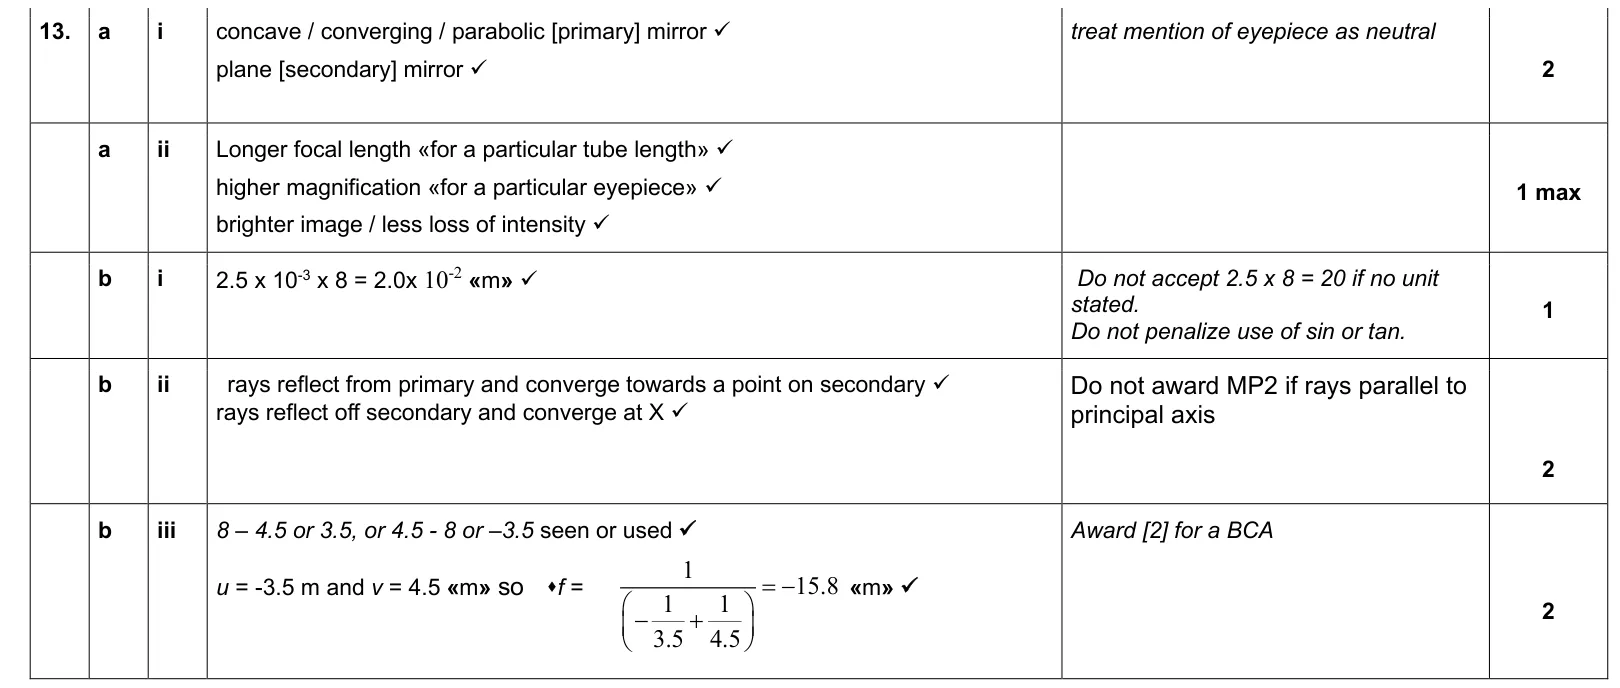 13. a i concave / converging / parabolic [primary] mirror ✓ treat mention of eyepiece as neutral
plane [secondary] mirror ✓ 2
a ii Longer focal length «for a particular tube length» ✓
higher magnification «for a particular eyepiece» ✓ 1 max
brighter image / less loss of intensity ✓
b i 2.5 x 10⁻³ x 8 = 2.0x 10⁻² «m» ✓ Do not accept 2.5 x 8 = 20 if no unit
stated. 1
Do not penalize use of sin or tan.
b ii rays reflect from primary and converge towards a point on secondary ✓ Do not award MP2 if rays parallel to
rays reflect off secondary and converge at X ✓ principal axis
2
b iii 8 – 4.5 or 3.5, or 4.5 - 8 or –3.5 seen or used ✓ Award [2] for a BCA
u = -3.5 m and v = 4.5 «m» so ♦f = 1 / (− 1/3.5 + 1/4.5) = −15.8 «m» ✓ 2